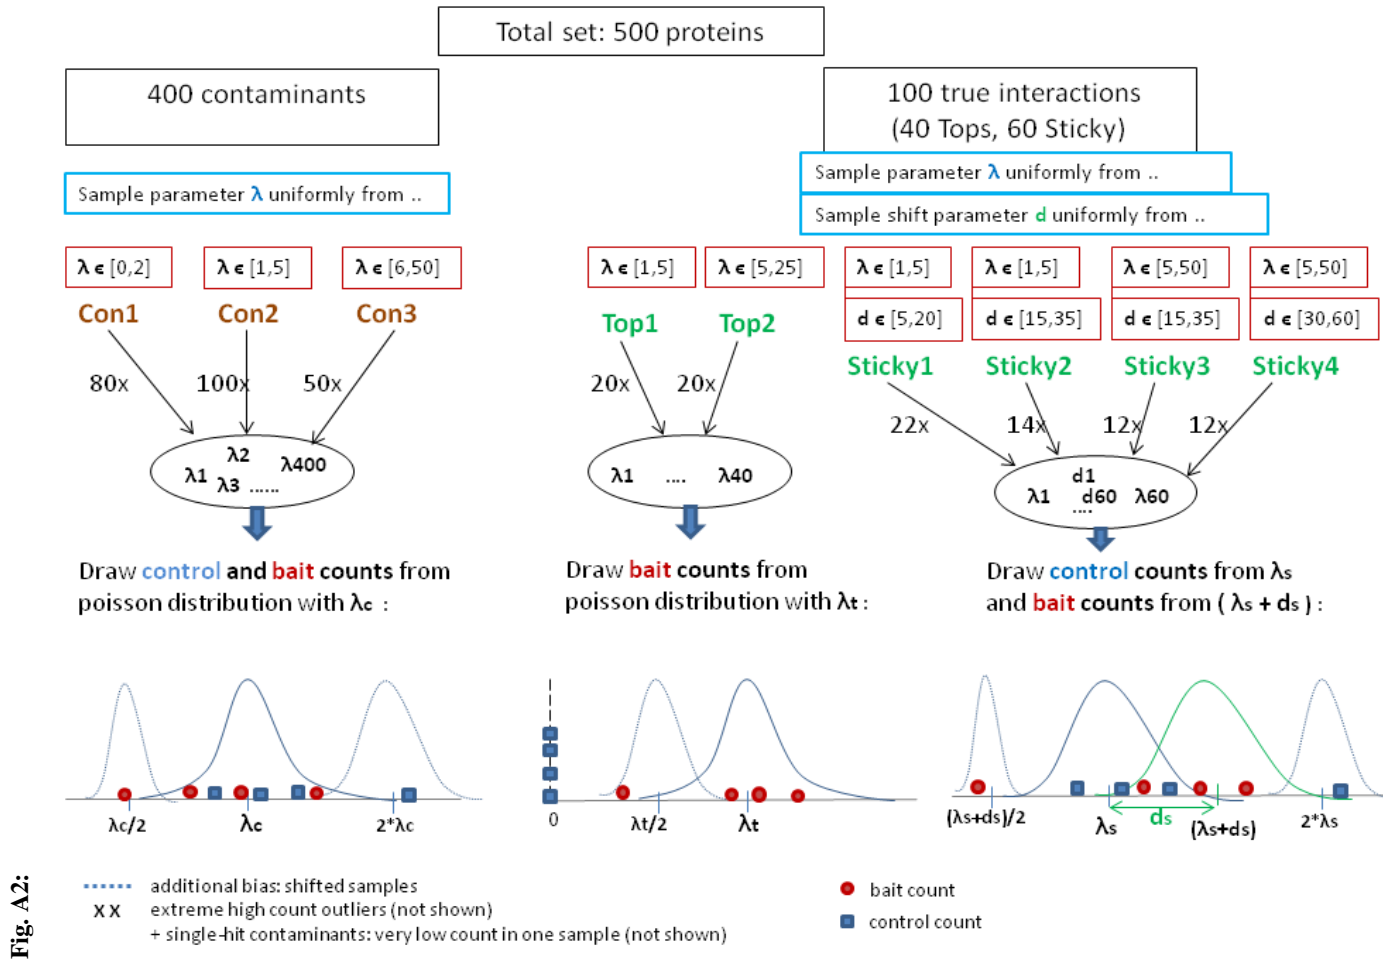 Total set: 500 proteins
400 contaminants
100 true interactions
(40 Tops, 60 Sticky)
Sample parameter λ uniformly from ..
Sample parameter λ uniformly from ..
Sample shift parameter d uniformly from ..
λ ϵ [0,2]
λ ϵ [1,5]
λ ϵ [6,50]
λ ϵ [1,5]
λ ϵ [5,25]
λ ϵ [1,5]
λ ϵ [1,5]
λ ϵ [5,50]
λ ϵ [5,50]
d ϵ [5,20]
d ϵ [15,35]
d ϵ [15,35]
d ϵ [30,60]
Con1
Con2
Con3
Top1
Top2
Sticky1
Sticky2
Sticky3
Sticky4
80x
100x
50x
20x
20x
22x
14x
12x
12x
λ1
λ2
λ3 ......
λ400
λ1 .... λ40
λ1
d1
d60
....
λ60
Draw control and bait counts from
poisson distribution with λc :
Draw bait counts from
poisson distribution with λt :
Draw control counts from λs
and bait counts from ( λs + ds ) :
λc/2
λc
2*λc
0
λt/2
λt
(λs+ds)/2
λs
ds
(λs+ds)
2*λs
additional bias: shifted samples
X X extreme high count outliers (not shown)
+ single-hit contaminants: very low count in one sample (not shown)
bait count
control count
Fig. A2: